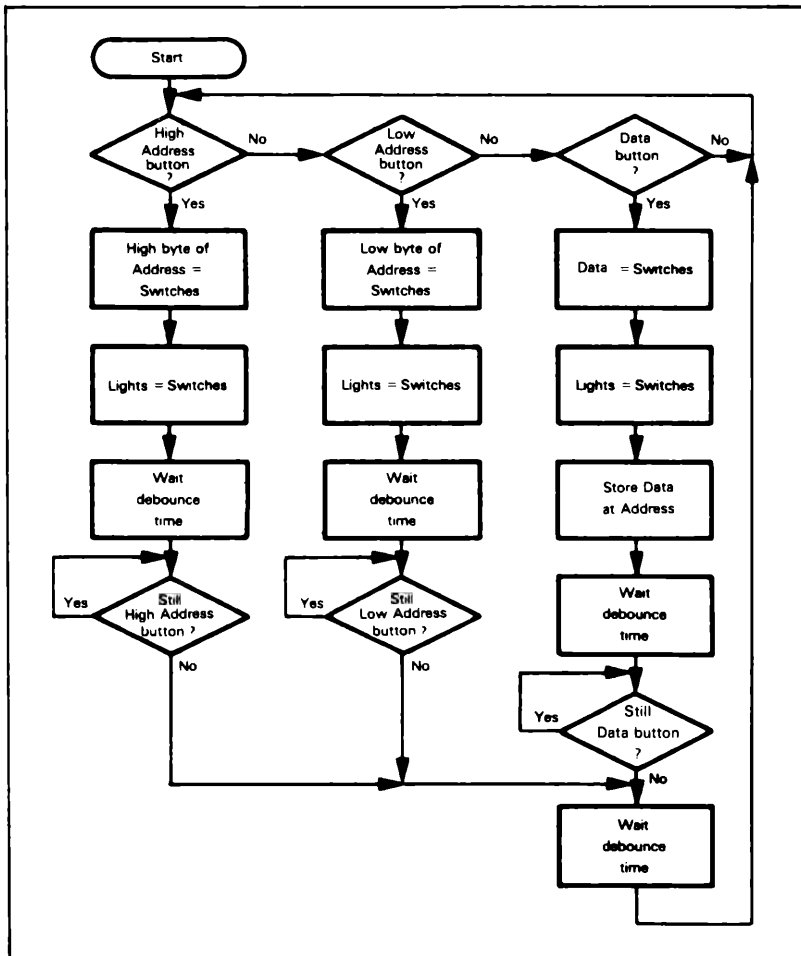 Start
High
Address
button
?
No
Low
Address
button
?
No
Data
button
?
No
Yes
Yes
Yes
High byte of
Address =
Switches
Low byte of
Address =
Switches
Data = Switches
Lights = Switches
Lights = Switches
Lights = Switches
Wait
debounce
time
Wait
debounce
time
Store Data
at Address
Still
High Address
button ?
Yes
No
Still
Low Address
button ?
Yes
No
Wait
debounce
time
Still
Data button
?
Yes
No
Wait
debounce
time